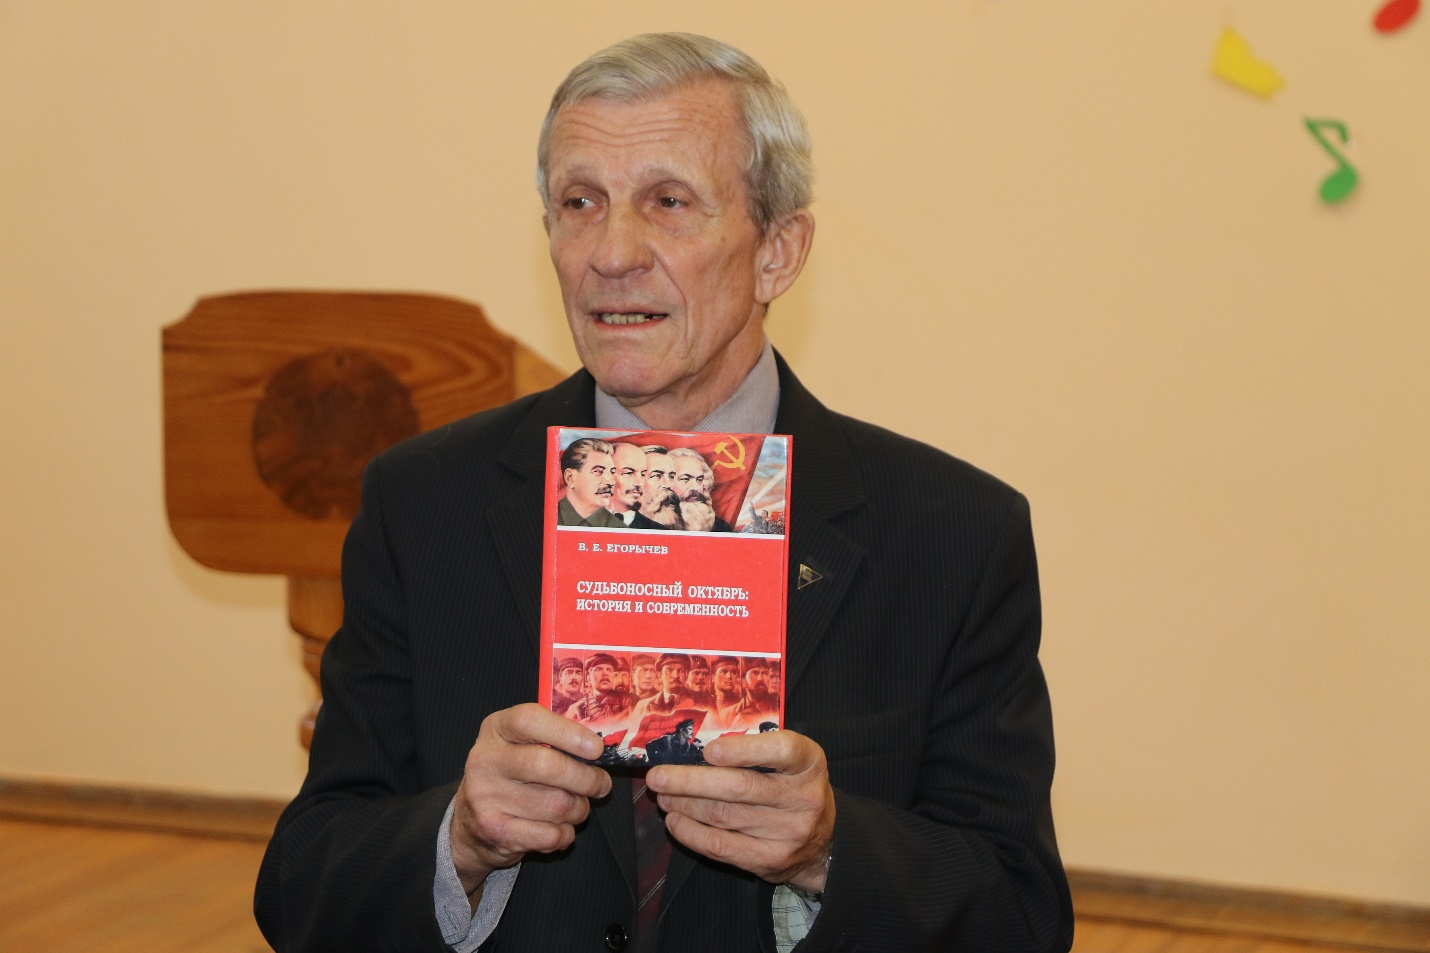 В. Е. ЕГОРЫЧЕВ
СУДЬБОНОСНЫЙ ОКТЯБРЬ:
ИСТОРИЯ И СОВРЕМЕННОСТЬ